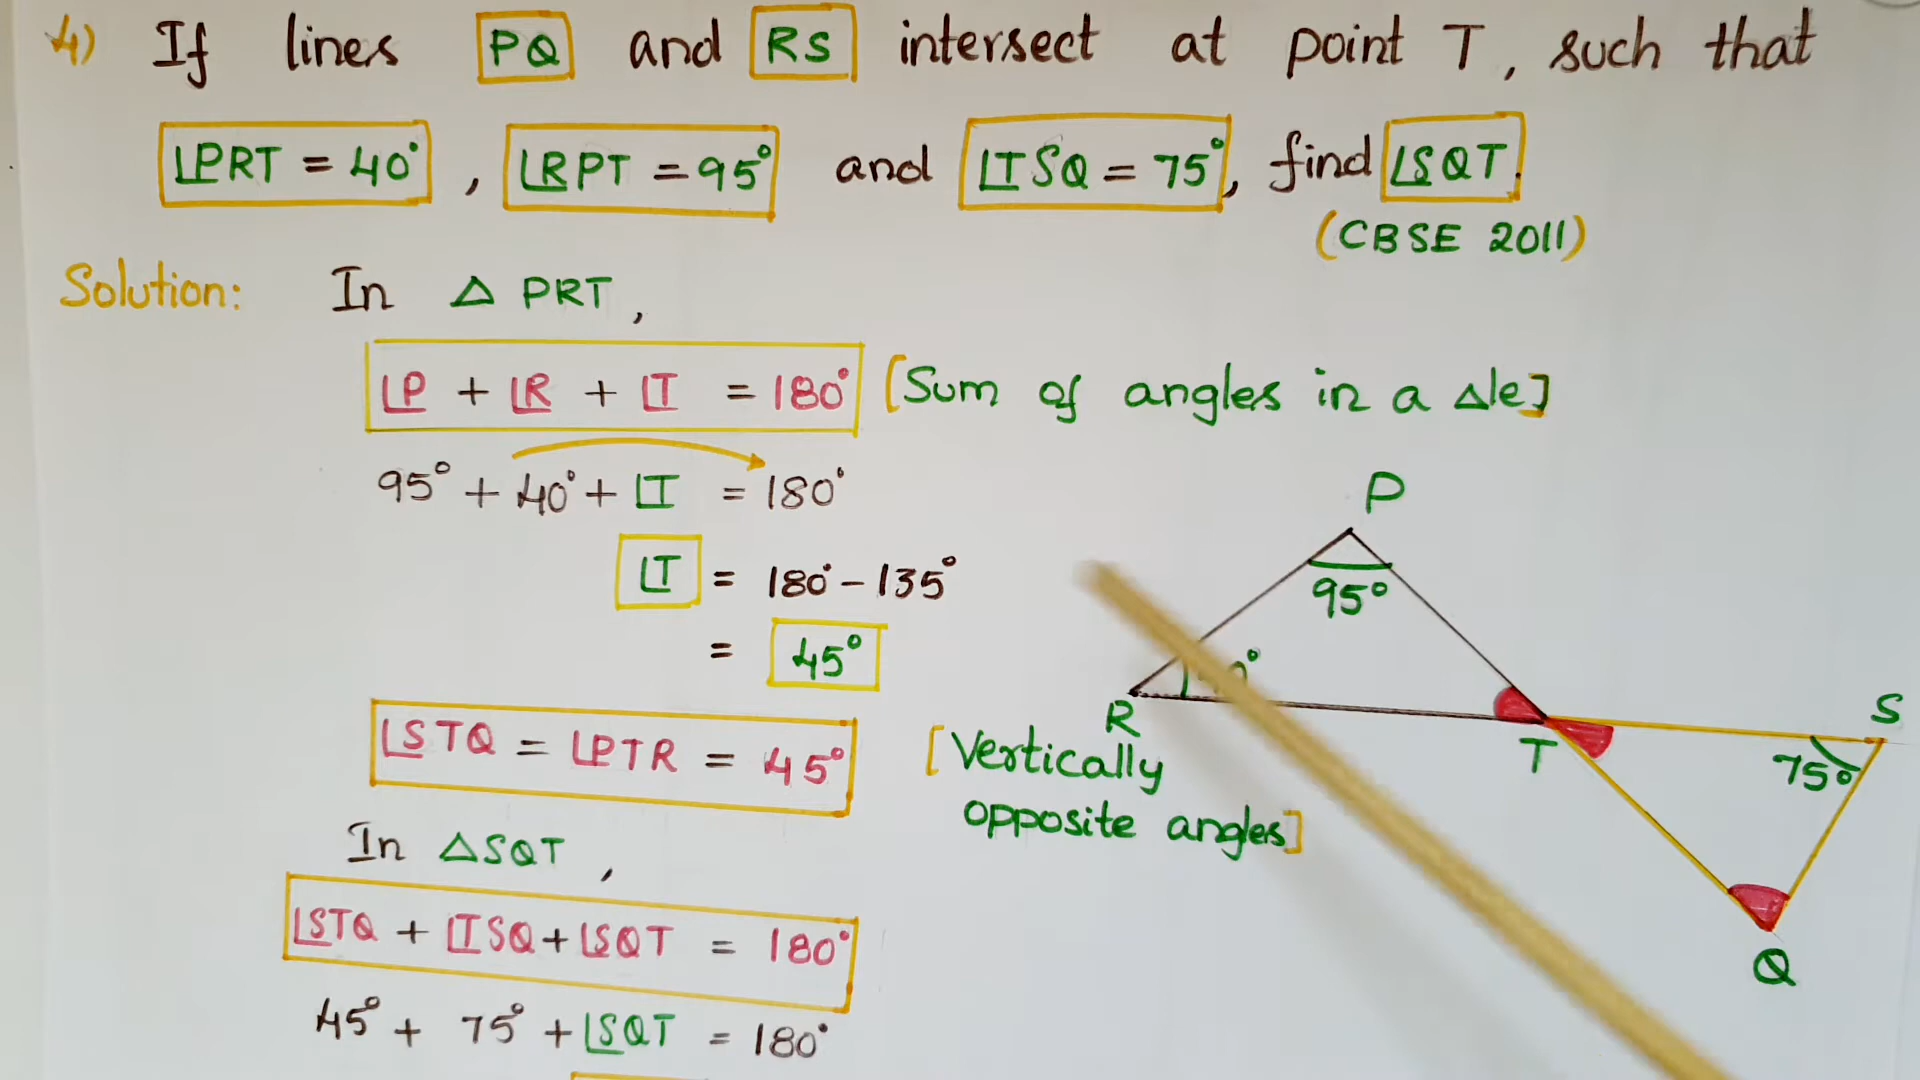 4) If lines PQ and RS intersect at point T, such that
∠PRT = 40°, ∠RPT = 95° and ∠TSQ = 75°, find ∠SQT.
(CBSE 2011)
Solution: In △ PRT,
∠P + ∠R + ∠T = 180° [Sum of angles in a △le]
95° + 40° + ∠T = 180°
∠T = 180° - 135°
= 45°
∠STQ = ∠PTR = 45° [Vertically
opposite angles]
In △SQT,
∠STQ + ∠TSQ + ∠SQT = 180°
45° + 75° + ∠SQT = 180°
P
95°
R
T
S
75°
Q